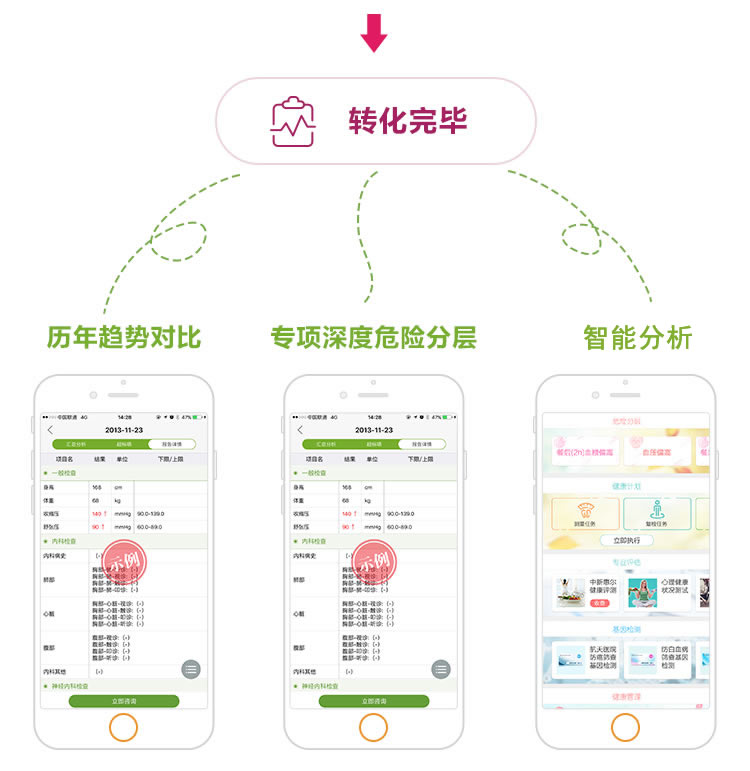 转化完毕
历年趋势对比
专项深度危险分层
智能分析
中国联通 4G 14:28 47%
2013-11-23
汇总分析 超标项 报告详情
项目名 结果 单位 下限/上限
一般检查
身高 168 cm
体重 68 kg
收缩压 140 ↑ mmHg 90.0-139.0
舒张压 90 ↑ mmHg 60.0-89.0
内科检查
内科病史 (-)
示例
肺部
胸部-视诊: (-)
胸部-触诊: (-)
胸部-听诊: (-)
胸部-叩诊: (-)
心脏
胸部-心脏-视诊: (-)
胸部-心脏-触诊: (-)
胸部-心脏-叩诊: (-)
胸部-心脏-听诊: (-)
腹部
腹部-视诊: (-)
腹部-触诊: (-)
腹部-叩诊: (-)
腹部-听诊: (-)
内科其他 (-)
神经内科检查
立即咨询
中国联通 4G 14:28 47%
2013-11-23
汇总分析 超标项 报告详情
项目名 结果 单位 下限/上限
一般检查
身高 168 cm
体重 68 kg
收缩压 140 ↑ mmHg 90.0-139.0
舒张压 90 ↑ mmHg 60.0-89.0
内科检查
内科病史 (-)
示例
肺部
胸部-视诊: (-)
胸部-触诊: (-)
胸部-听诊: (-)
胸部-叩诊: (-)
心脏
胸部-心脏-视诊: (-)
胸部-心脏-触诊: (-)
胸部-心脏-叩诊: (-)
胸部-心脏-听诊: (-)
腹部
腹部-视诊: (-)
腹部-触诊: (-)
腹部-叩诊: (-)
腹部-听诊: (-)
内科其他 (-)
神经内科检查
立即咨询
危险分层
餐后(2h)血糖偏高 血压偏高
健康计划
测量任务 复检任务
立即执行
专业评估
中新惠尔
健康评测
免费
心理健康
状况测试
基因检测
肌天医院
防癌筛查
基因检测
防白血病
筛查基因
检测
健康管理